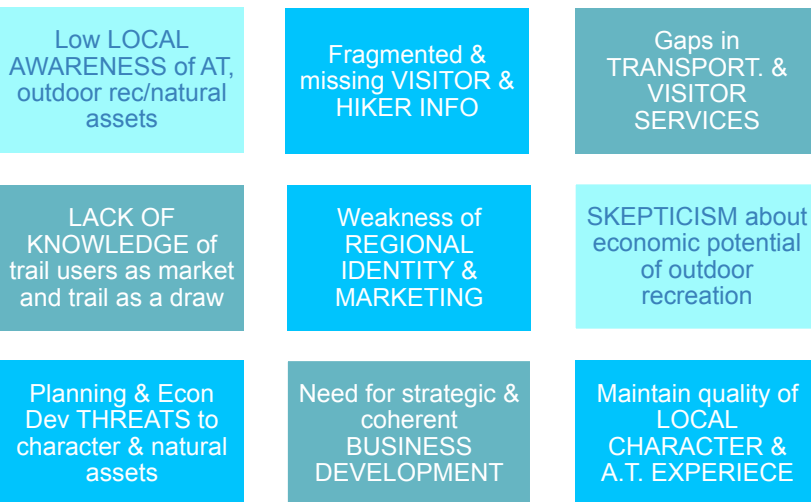 Low LOCAL
AWARENESS of AT,
outdoor rec/natural
assets
Fragmented &
missing VISITOR &
HIKER INFO
Gaps in
TRANSPORT. &
VISITOR
SERVICES
LACK OF
KNOWLEDGE of
trail users as market
and trail as a draw
Weakness of
REGIONAL
IDENTITY &
MARKETING
SKEPTICISM about
economic potential
of outdoor
recreation
Planning & Econ
Dev THREATS to
character & natural
assets
Need for strategic &
coherent
BUSINESS
DEVELOPMENT
Maintain quality of
LOCAL
CHARACTER &
A.T. EXPERIECE